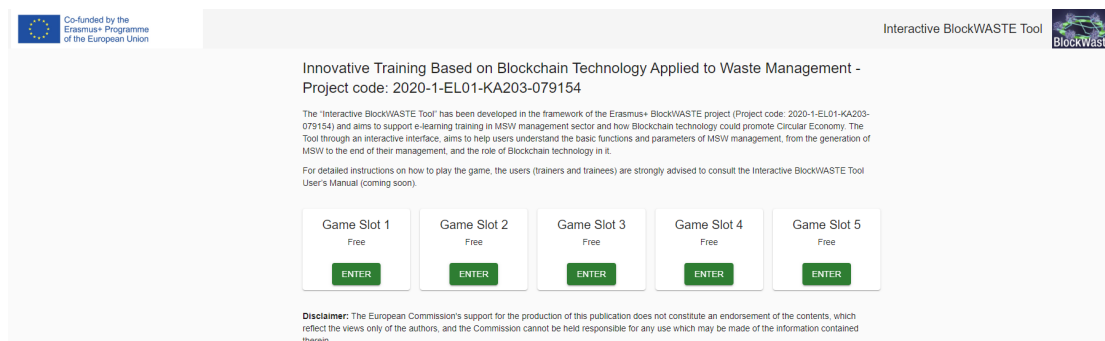 Co-funded by the
Erasmus+ Programme
of the European Union
Interactive BlockWASTE Tool
BlockWast
Innovative Training Based on Blockchain Technology Applied to Waste Management -
Project code: 2020-1-EL01-KA203-079154
The "Interactive BlockWASTE Tool" has been developed in the framework of the Erasmus+ BlockWASTE project (Project code: 2020-1-EL01-KA203-
079154) and aims to support e-learning training in MSW management sector and how Blockchain technology could promote Circular Economy. The
Tool through an interactive interface, aims to help users understand the basic functions and parameters of MSW management, from the generation of
MSW to the end of their management, and the role of Blockchain technology in it.
For detailed instructions on how to play the game, the users (trainers and trainees) are strongly advised to consult the Interactive BlockWASTE Tool
User's Manual (coming soon).
Game Slot 1 Game Slot 2 Game Slot 3 Game Slot 4 Game Slot 5
Free Free Free Free Free
ENTER ENTER ENTER ENTER ENTER
Disclaimer: The European Commission's support for the production of this publication does not constitute an endorsement of the contents, which
reflect the views only of the authors, and the Commission cannot be held responsible for any use which may be made of the information contained
therein.